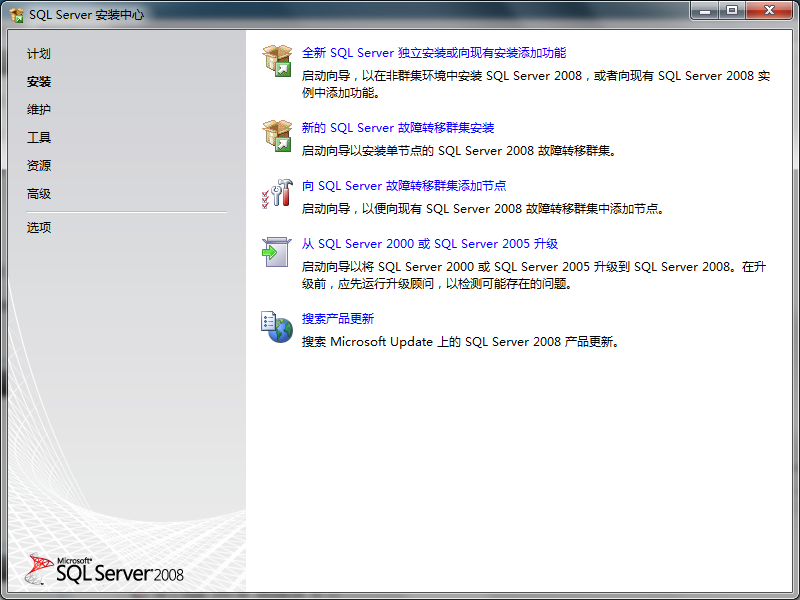 SQL Server 安装中心
计划
安装
维护
工具
资源
高级
选项
全新 SQL Server 独立安装或向现有安装添加功能
启动向导，以在非群集环境中安装 SQL Server 2008，或者向现有 SQL Server 2008 实
例中添加功能。
新的 SQL Server 故障转移群集安装
启动向导以安装单节点的 SQL Server 2008 故障转移群集。
向 SQL Server 故障转移群集添加节点
启动向导，以便向现有 SQL Server 2008 故障转移群集中添加节点。
从 SQL Server 2000 或 SQL Server 2005 升级
启动向导以将 SQL Server 2000 或 SQL Server 2005 升级到 SQL Server 2008。在升
级前，应先运行升级顾问，以检测可能存在的问题。
搜索产品更新
搜索 Microsoft Update 上的 SQL Server 2008 产品更新。
Microsoft®
SQL Server 2008